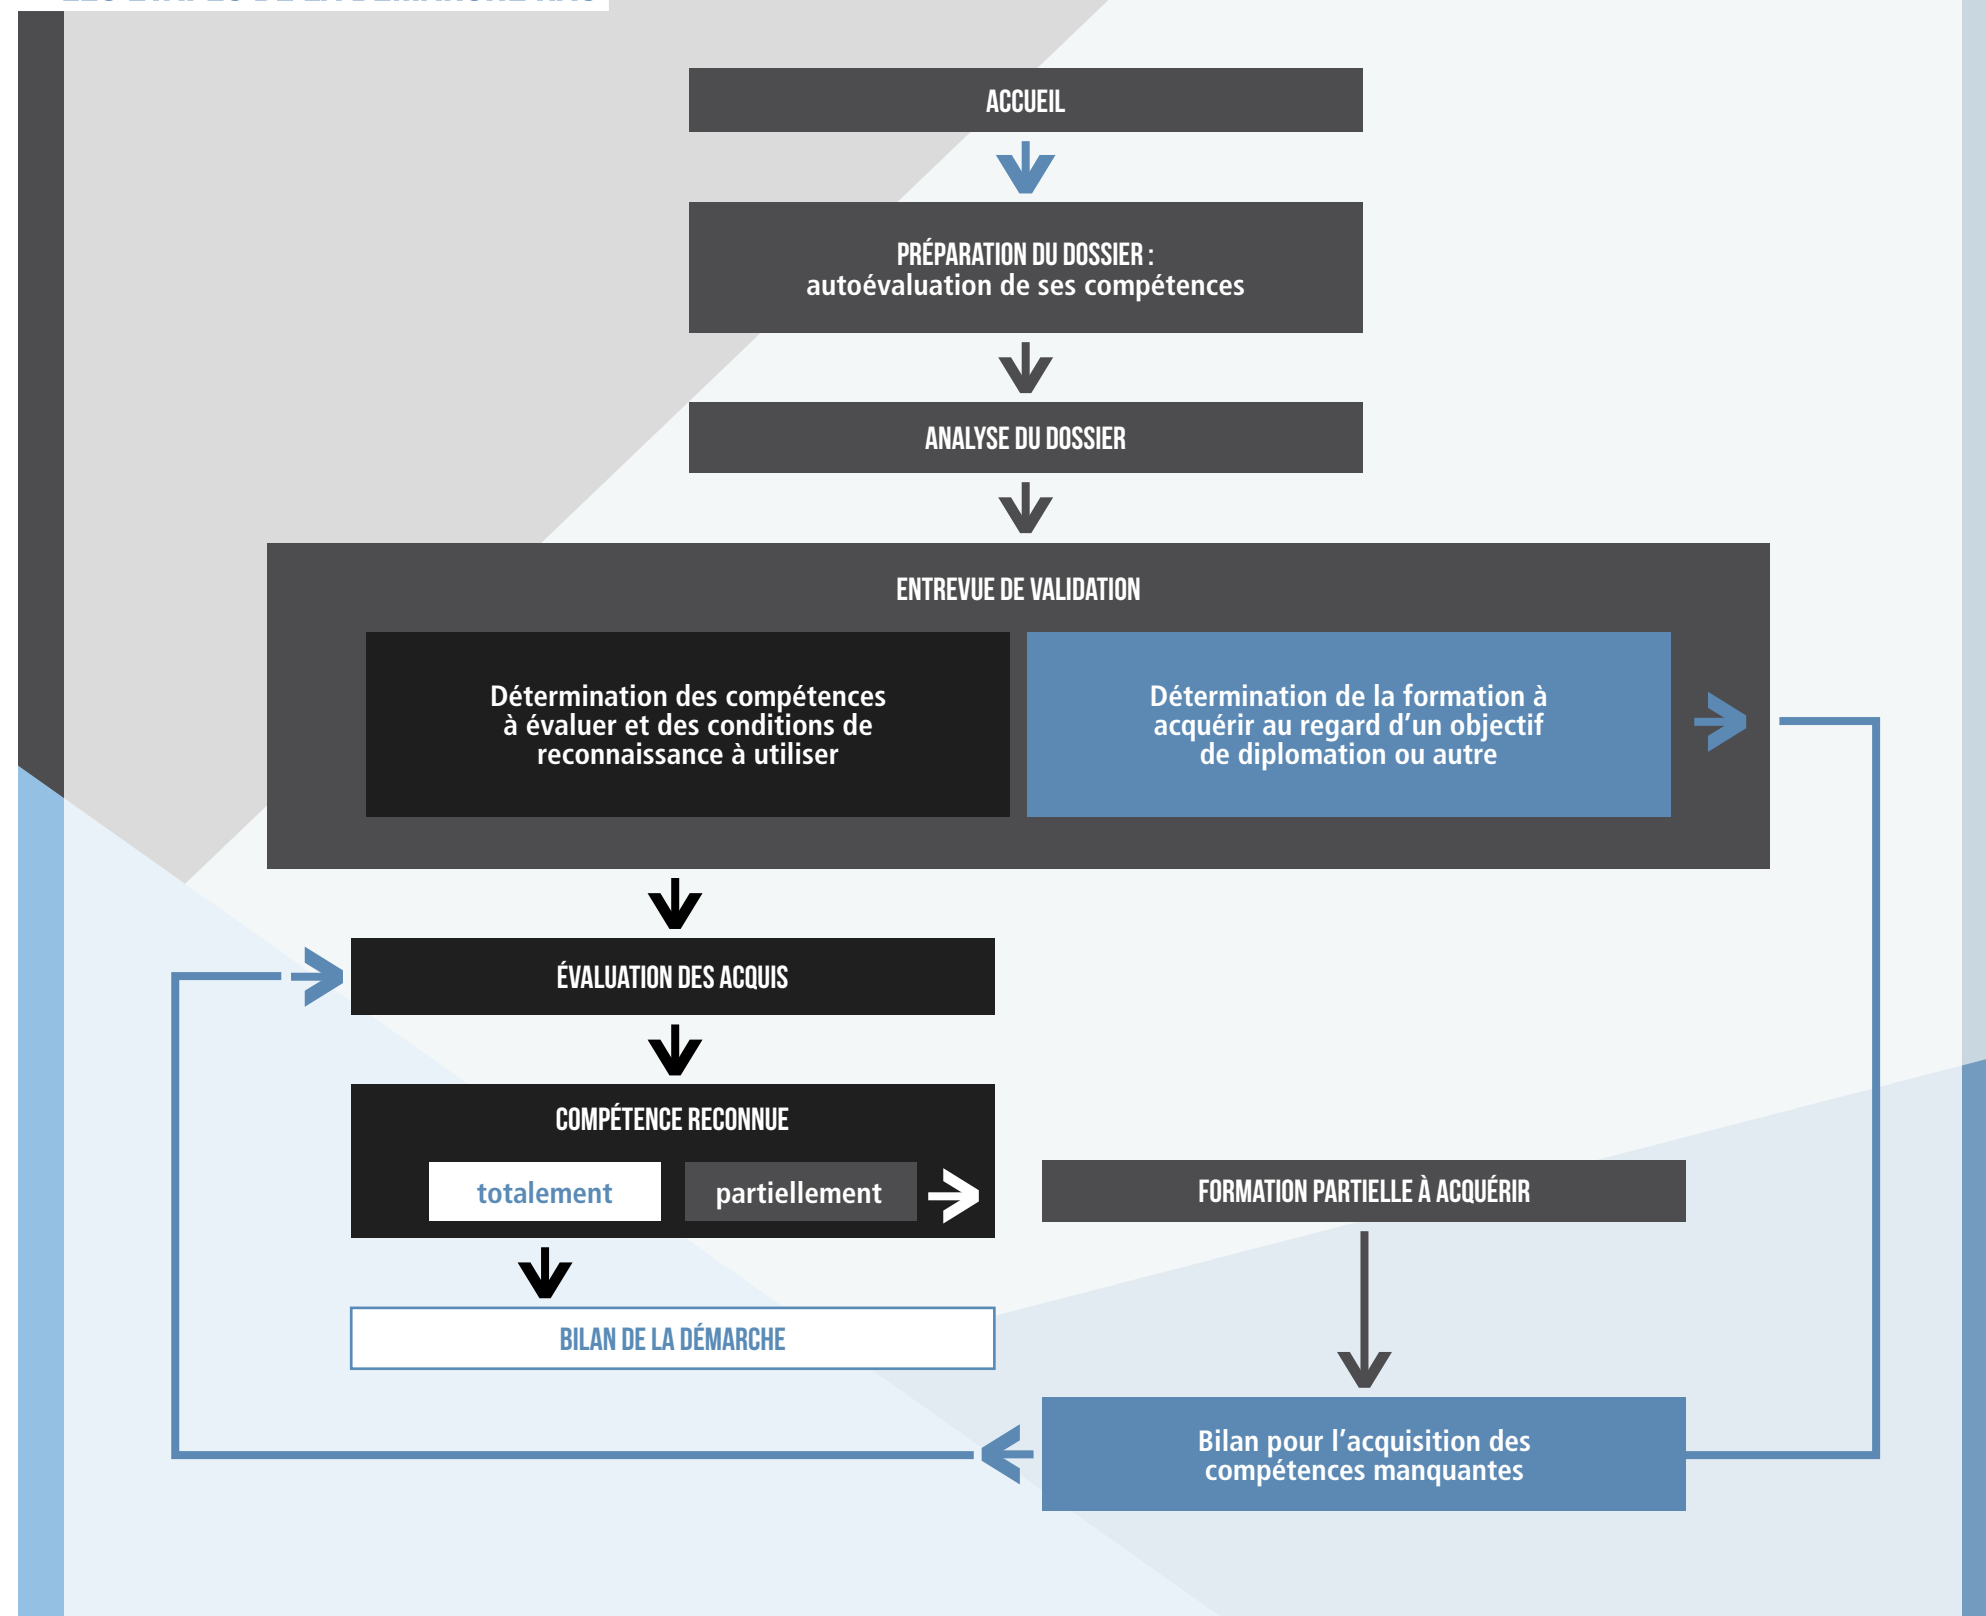 ACCUEIL
PRÉPARATION DU DOSSIER :
autoévaluation de ses compétences
ANALYSE DU DOSSIER
ENTREVUE DE VALIDATION
Détermination des compétences
à évaluer et des conditions de
reconnaissance à utiliser
Détermination de la formation à
acquérir au regard d’un objectif
de diplomation ou autre
ÉVALUATION DES ACQUIS
COMPÉTENCE RECONNUE
totalement
partiellement
FORMATION PARTIELLE À ACQUÉRIR
BILAN DE LA DÉMARCHE
Bilan pour l’acquisition des
compétences manquantes